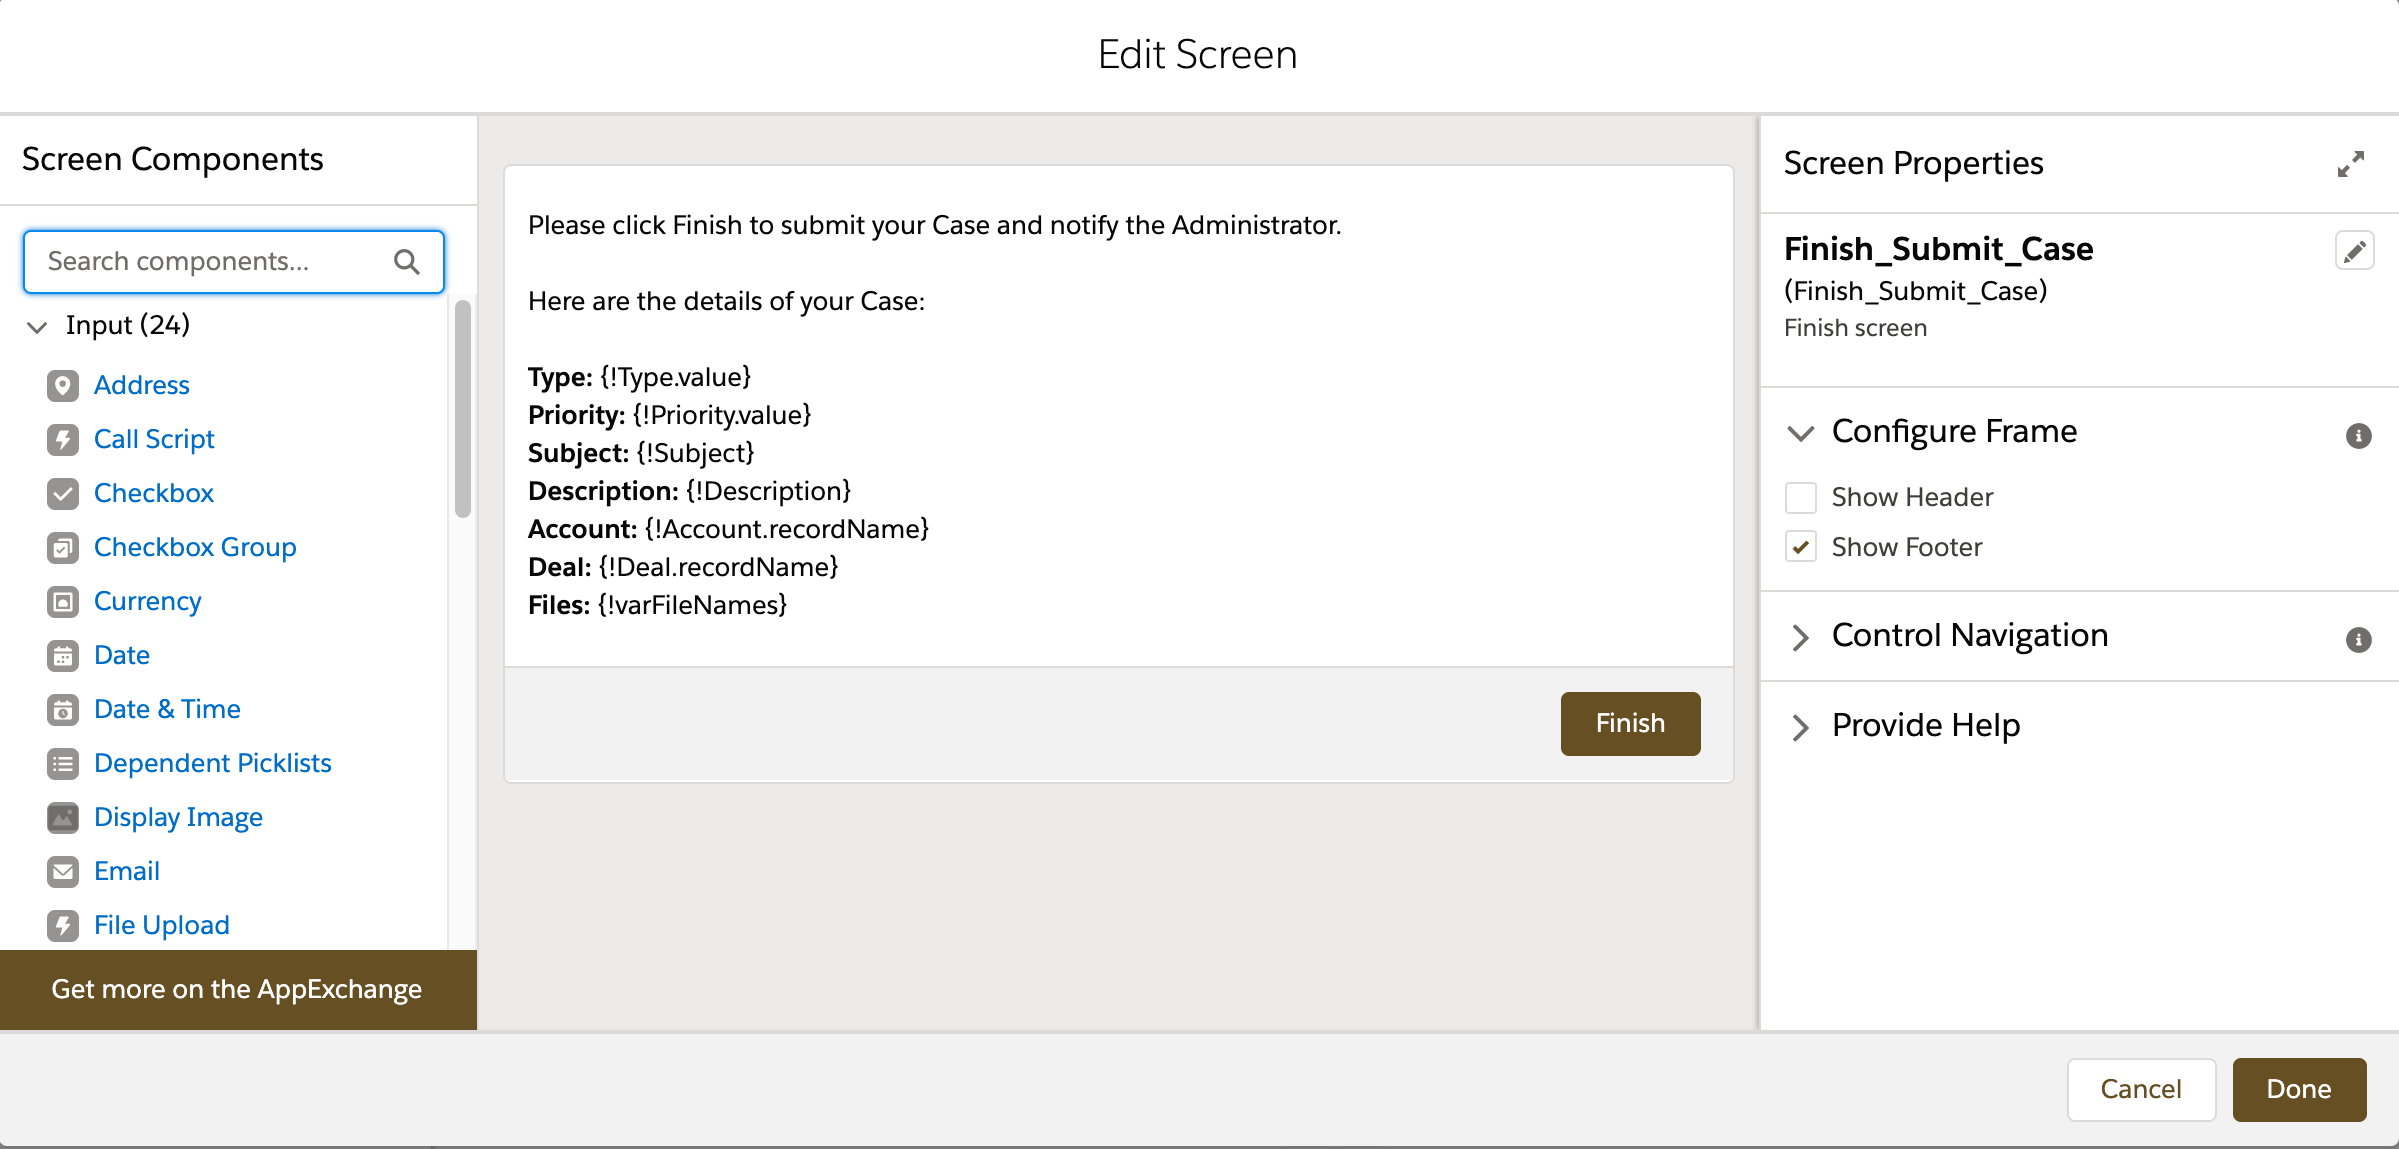 Edit Screen
Screen Components
Search components...
Input (24)
Address
Call Script
Checkbox
Checkbox Group
Currency
Date
Date & Time
Dependent Picklists
Display Image
Email
File Upload
Get more on the AppExchange
Please click Finish to submit your Case and notify the Administrator.
Here are the details of your Case:
Type: {!Type.value}
Priority: {!Priority.value}
Subject: {!Subject}
Description: {!Description}
Account: {!Account.recordName}
Deal: {!Deal.recordName}
Files: {!varFileNames}
Finish
Screen Properties
Finish_Submit_Case
(Finish_Submit_Case)
Finish screen
Configure Frame
Show Header
Show Footer
Control Navigation
Provide Help
Cancel
Done